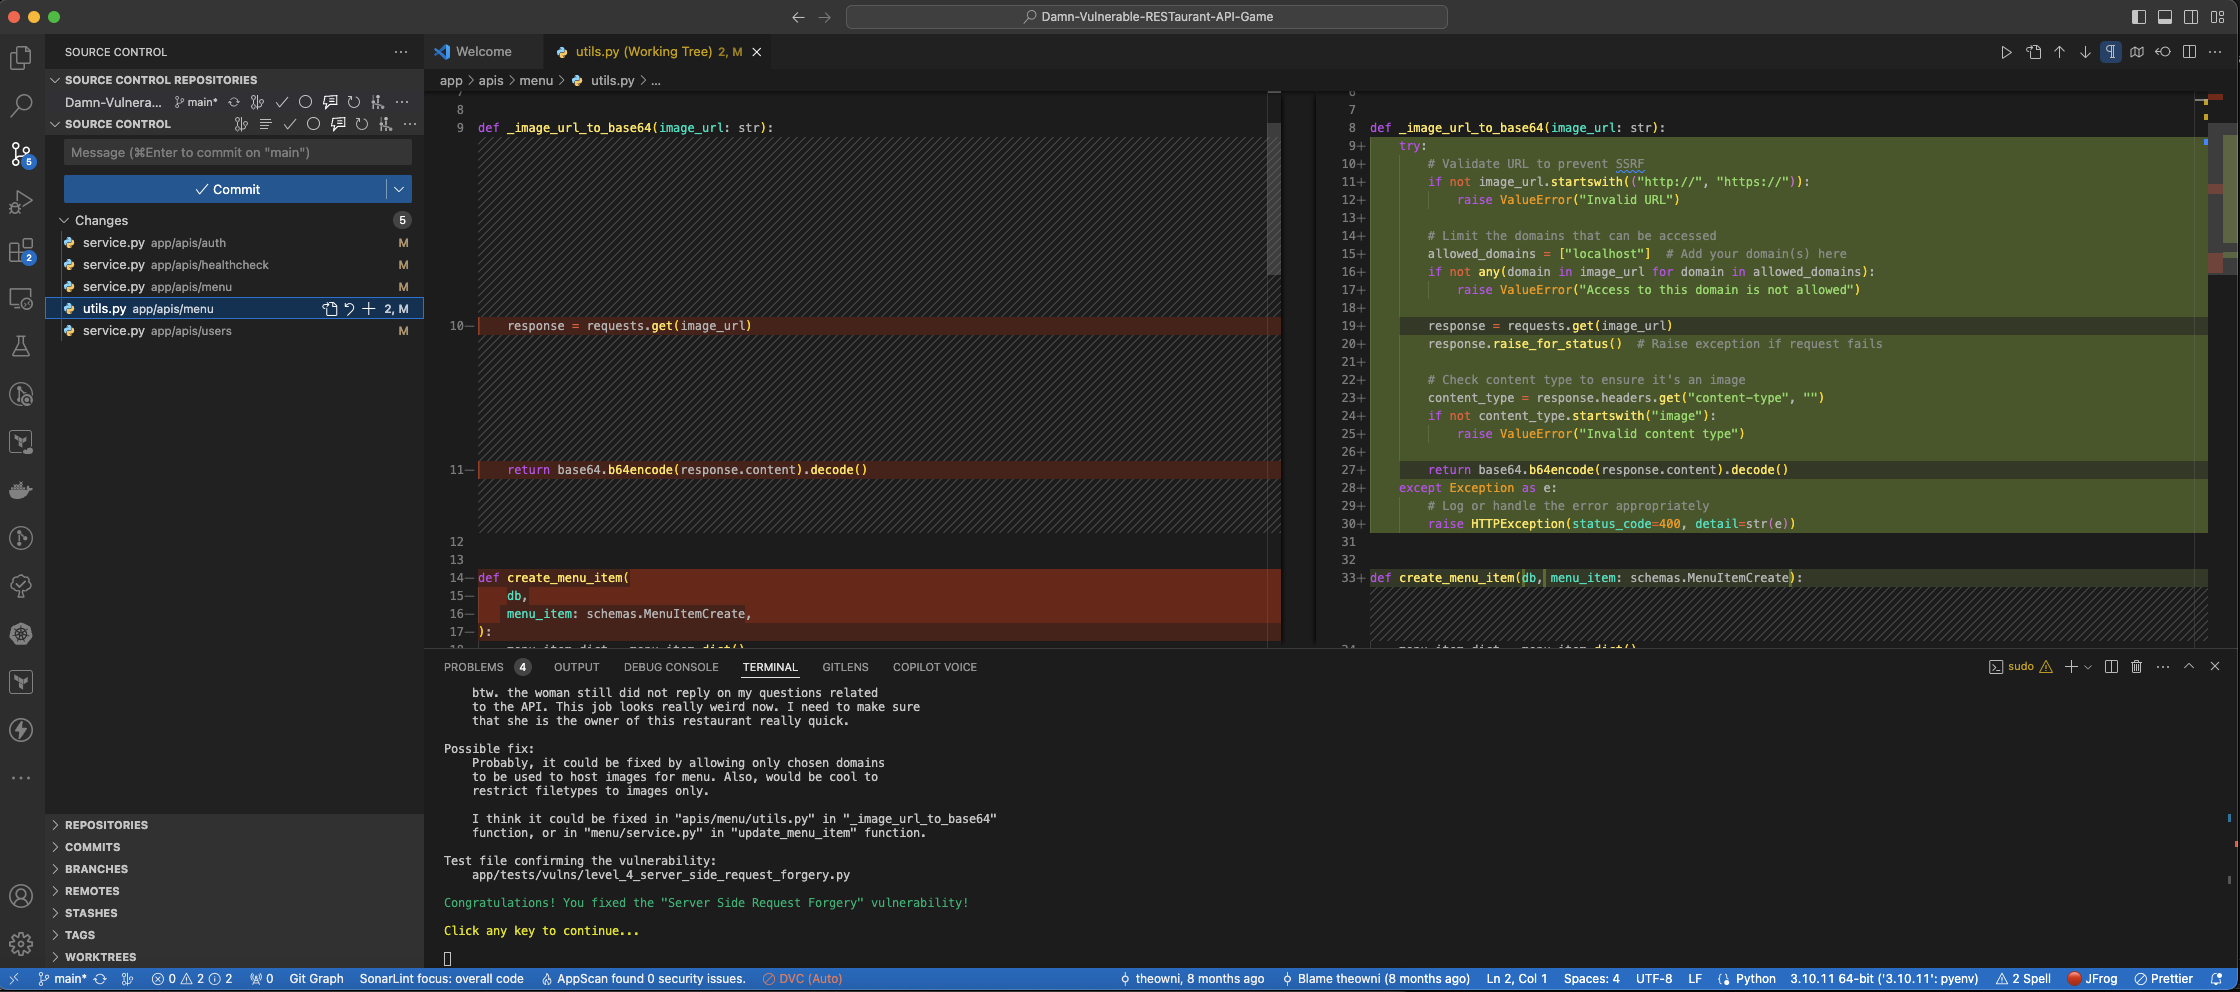 Damn-Vulnerable-RESTaurant-API-Game
SOURCE CONTROL
SOURCE CONTROL REPOSITORIES
Damn-Vulnera... main*
SOURCE CONTROL
Message (⌘Enter to commit on "main")
Commit
Changes 5
service.py app/apis/auth M
service.py app/apis/healthcheck M
service.py app/apis/menu M
utils.py app/apis/menu 2, M
service.py app/apis/users M
5
2
REPOSITORIES
COMMITS
BRANCHES
REMOTES
STASHES
TAGS
WORKTREES
Welcome
utils.py (Working Tree) 2, M
app > apis > menu > utils.py > ...
8
9 def _image_url_to_base64(image_url: str):
10— response = requests.get(image_url)
11— return base64.b64encode(response.content).decode()
12
13
14— def create_menu_item(
15— db,
16— menu_item: schemas.MenuItemCreate,
17— ):
18 menu_item_dict = menu_item.dict()
7
8 def _image_url_to_base64(image_url: str):
9+ try:
10+ # Validate URL to prevent SSRF
11+ if not image_url.startswith(("http://", "https://")):
12+ raise ValueError("Invalid URL")
13+
14+ # Limit the domains that can be accessed
15+ allowed_domains = ["localhost"] # Add your domain(s) here
16+ if not any(domain in image_url for domain in allowed_domains):
17+ raise ValueError("Access to this domain is not allowed")
18+
19+ response = requests.get(image_url)
20+ response.raise_for_status() # Raise exception if request fails
21+
22+ # Check content type to ensure it's an image
23+ content_type = response.headers.get("content-type", "")
24+ if not content_type.startswith("image"):
25+ raise ValueError("Invalid content type")
26+
27+ return base64.b64encode(response.content).decode()
28+ except Exception as e:
29+ # Log or handle the error appropriately
30+ raise HTTPException(status_code=400, detail=str(e))
31
32
33+ def create_menu_item(db, menu_item: schemas.MenuItemCreate):
34 menu_item_dict = menu_item.dict()
PROBLEMS 4 OUTPUT DEBUG CONSOLE TERMINAL GITLENS COPILOT VOICE
sudo
btw. the woman still did not reply on my questions related
to the API. This job looks really weird now. I need to make sure
that she is the owner of this restaurant really quick.
Possible fix:
Probably, it could be fixed by allowing only chosen domains
to be used to host images for menu. Also, would be cool to
restrict filetypes to images only.
I think it could be fixed in "apis/menu/utils.py" in "_image_url_to_base64"
function, or in "menu/service.py" in "update_menu_item" function.
Test file confirming the vulnerability:
app/tests/vulns/level_4_server_side_request_forgery.py
Congratulations! You fixed the "Server Side Request Forgery" vulnerability!
Click any key to continue...
main* 0 2 2 0 Git Graph SonarLint focus: overall code AppScan found 0 security issues. DVC (Auto) theowni, 8 months ago Blame theowni (8 months ago) Ln 2, Col 1 Spaces: 4 UTF-8 LF Python 3.10.11 64-bit ('3.10.11': pyenv) 2 Spell JFrog Prettier